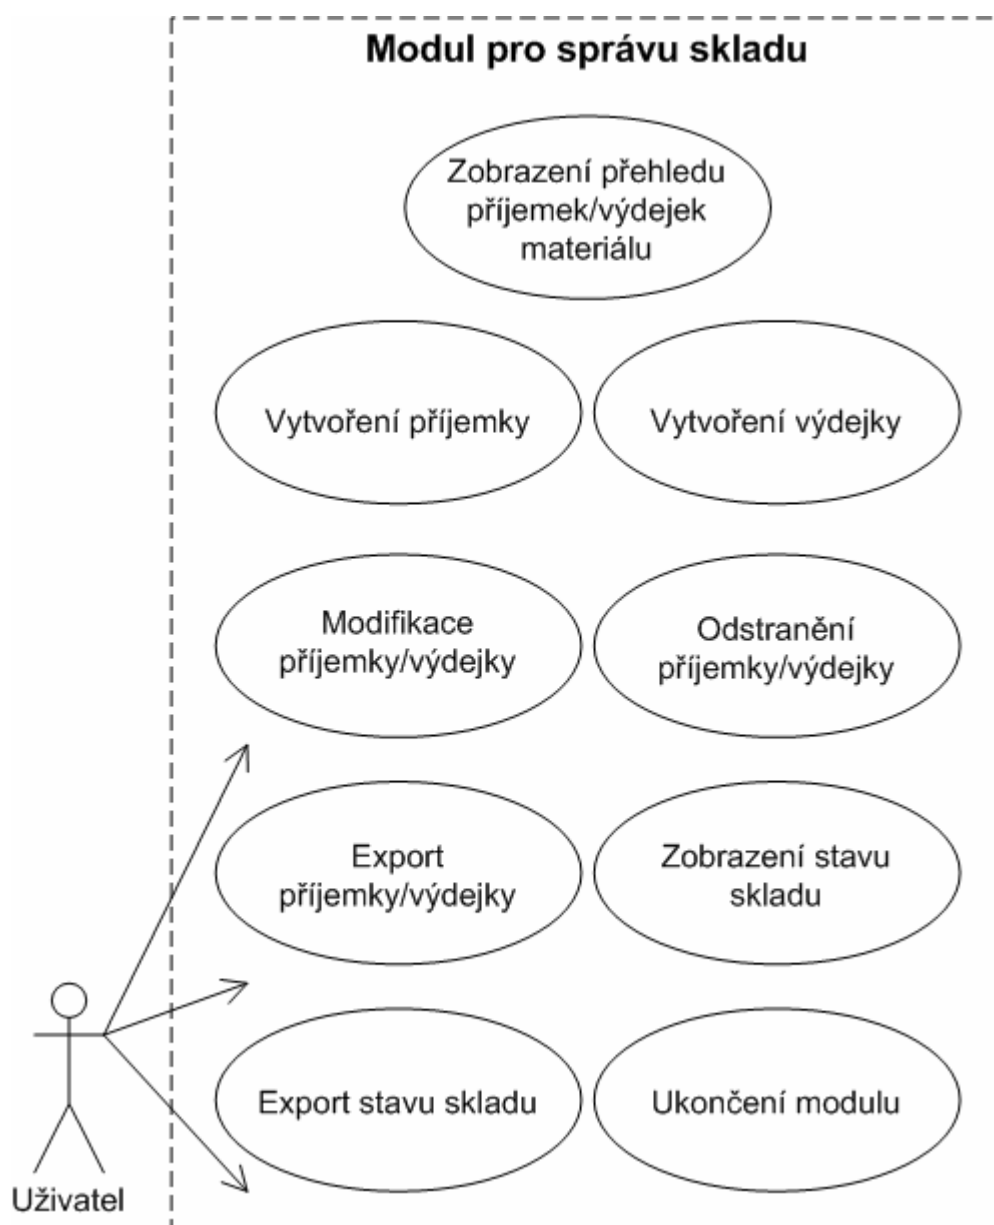 Modul pro správu skladu
Zobrazení přehledu
příjemek/výdejek
materiálu
Vytvoření příjemky
Vytvoření výdejky
Modifikace
příjemky/výdejky
Odstranění
příjemky/výdejky
Export
příjemky/výdejky
Zobrazení stavu
skladu
Export stavu skladu
Ukončení modulu
Uživatel